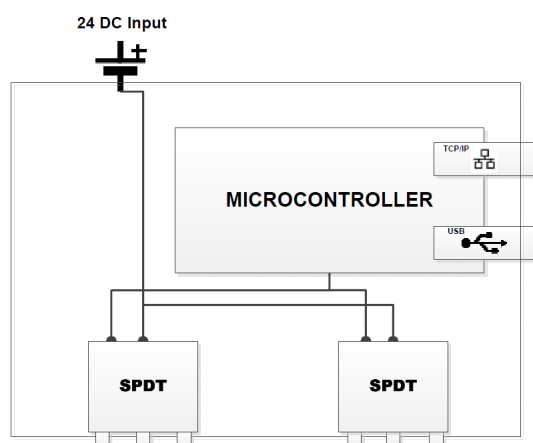 24 DC Input
TCP/IP
MICROCONTROLLER
USB
SPDT
SPDT